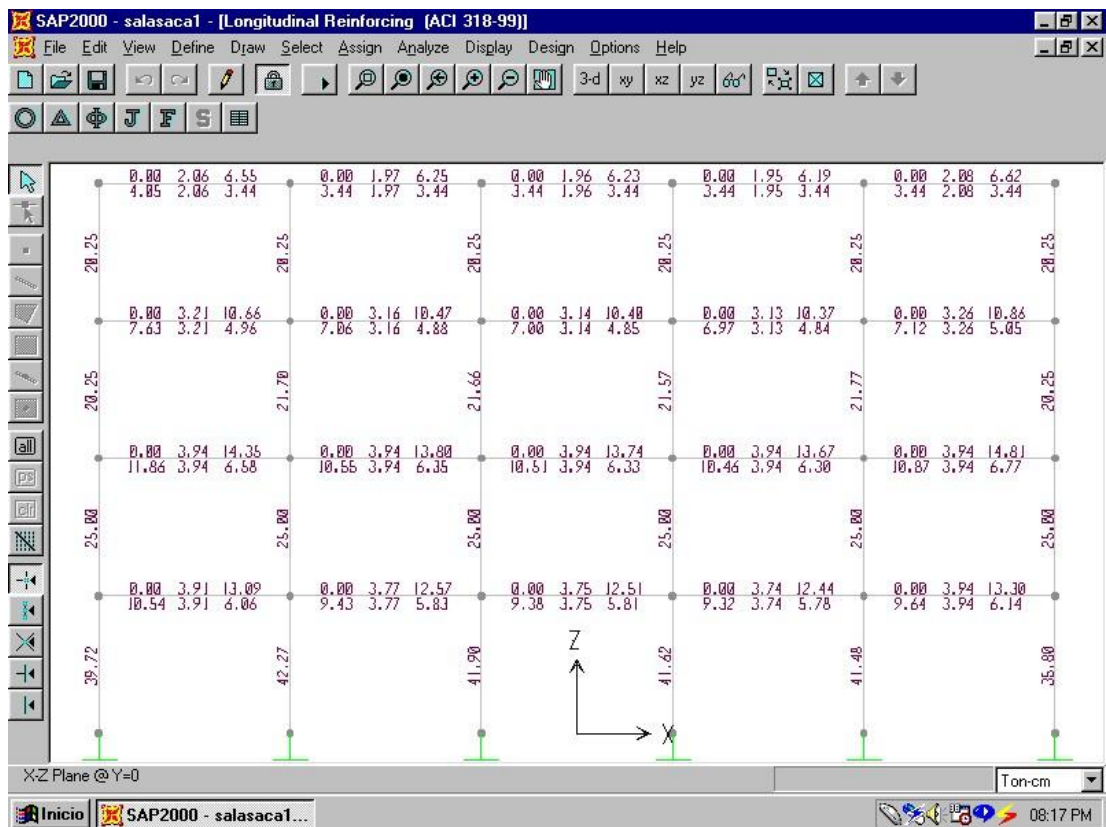 SAP2000 - salasaca1 - [Longitudinal Reinforcing (ACI 318-99)]
File Edit View Define Draw Select Assign Analyze Display Design Options Help
3-d xy xz yz
J F S
0.00 2.06 6.55 0.00 1.97 6.25 0.00 1.96 6.23 0.00 1.95 6.19 0.00 2.08 6.62
4.05 2.06 3.44 3.44 1.97 3.44 3.44 1.96 3.44 3.44 1.95 3.44 3.44 2.08 3.44
20.25 20.25 20.25 20.25 20.25 20.25
0.00 3.21 10.66 0.00 3.16 10.47 0.00 3.14 10.40 0.00 3.13 10.37 0.00 3.26 10.86
7.63 3.21 4.96 7.06 3.16 4.88 7.00 3.14 4.85 6.97 3.13 4.84 7.12 3.26 5.05
20.25 21.70 21.66 21.57 21.77 20.25
all
0.00 3.94 14.35 0.00 3.94 13.80 0.00 3.94 13.74 0.00 3.94 13.67 0.00 3.94 14.81
11.86 3.94 6.58 10.55 3.94 6.35 10.51 3.94 6.33 10.46 3.94 6.30 10.87 3.94 6.77
ps
clr
25.00 25.00 25.00 25.00 25.00 25.00
0.00 3.91 13.09 0.00 3.77 12.57 0.00 3.75 12.51 0.00 3.74 12.44 0.00 3.94 13.30
10.54 3.91 6.06 9.43 3.77 5.83 9.38 3.75 5.81 9.32 3.74 5.78 9.64 3.94 6.14
Z
39.72 42.27 41.90 41.62 41.48 35.80
X
X-Z Plane @ Y=0
Ton-cm
Inicio SAP2000 - salasaca1... 08:17 PM